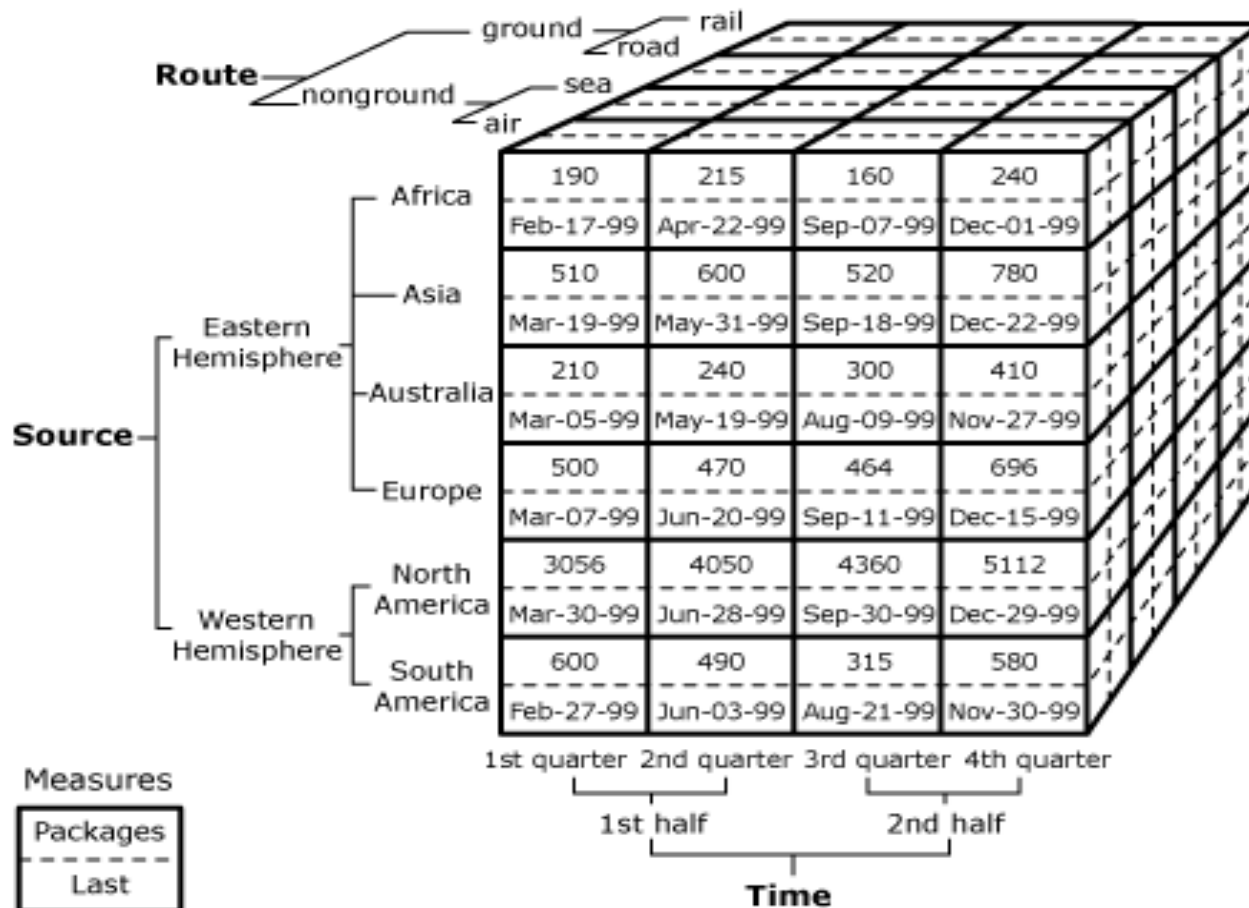 ground
rail
road
Route
nonground
sea
air
Africa
190 215 160 240
Feb-17-99 Apr-22-99 Sep-07-99 Dec-01-99
Asia
510 600 520 780
Mar-19-99 May-31-99 Sep-18-99 Dec-22-99
Eastern
Hemisphere
Australia
210 240 300 410
Mar-05-99 May-19-99 Aug-09-99 Nov-27-99
Source
Europe
500 470 464 696
Mar-07-99 Jun-20-99 Sep-11-99 Dec-15-99
North
America
3056 4050 4360 5112
Mar-30-99 Jun-28-99 Sep-30-99 Dec-29-99
Western
Hemisphere
South
America
600 490 315 580
Feb-27-99 Jun-03-99 Aug-21-99 Nov-30-99
1st quarter 2nd quarter 3rd quarter 4th quarter
1st half 2nd half
Time
Measures
Packages
Last